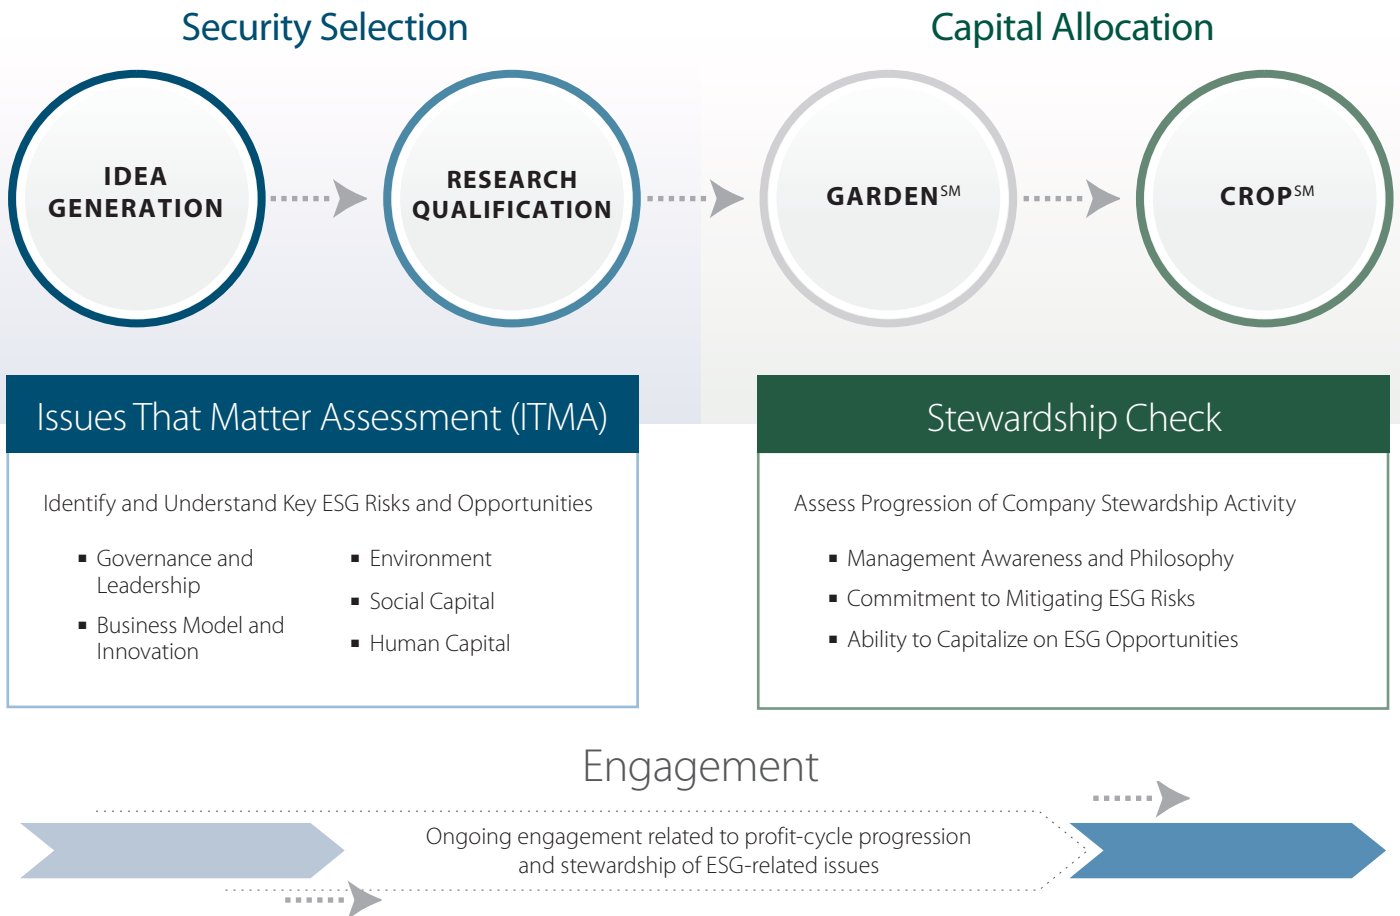 Security Selection
Capital Allocation
IDEA
GENERATION
RESEARCH
QUALIFICATION
GARDEN℠
CROP℠
Issues That Matter Assessment (ITMA)
Identify and Understand Key ESG Risks and Opportunities
▪ Governance and
Leadership
▪ Business Model and
Innovation
▪ Environment
▪ Social Capital
▪ Human Capital
Stewardship Check
Assess Progression of Company Stewardship Activity
▪ Management Awareness and Philosophy
▪ Commitment to Mitigating ESG Risks
▪ Ability to Capitalize on ESG Opportunities
Engagement
Ongoing engagement related to profit-cycle progression
and stewardship of ESG-related issues